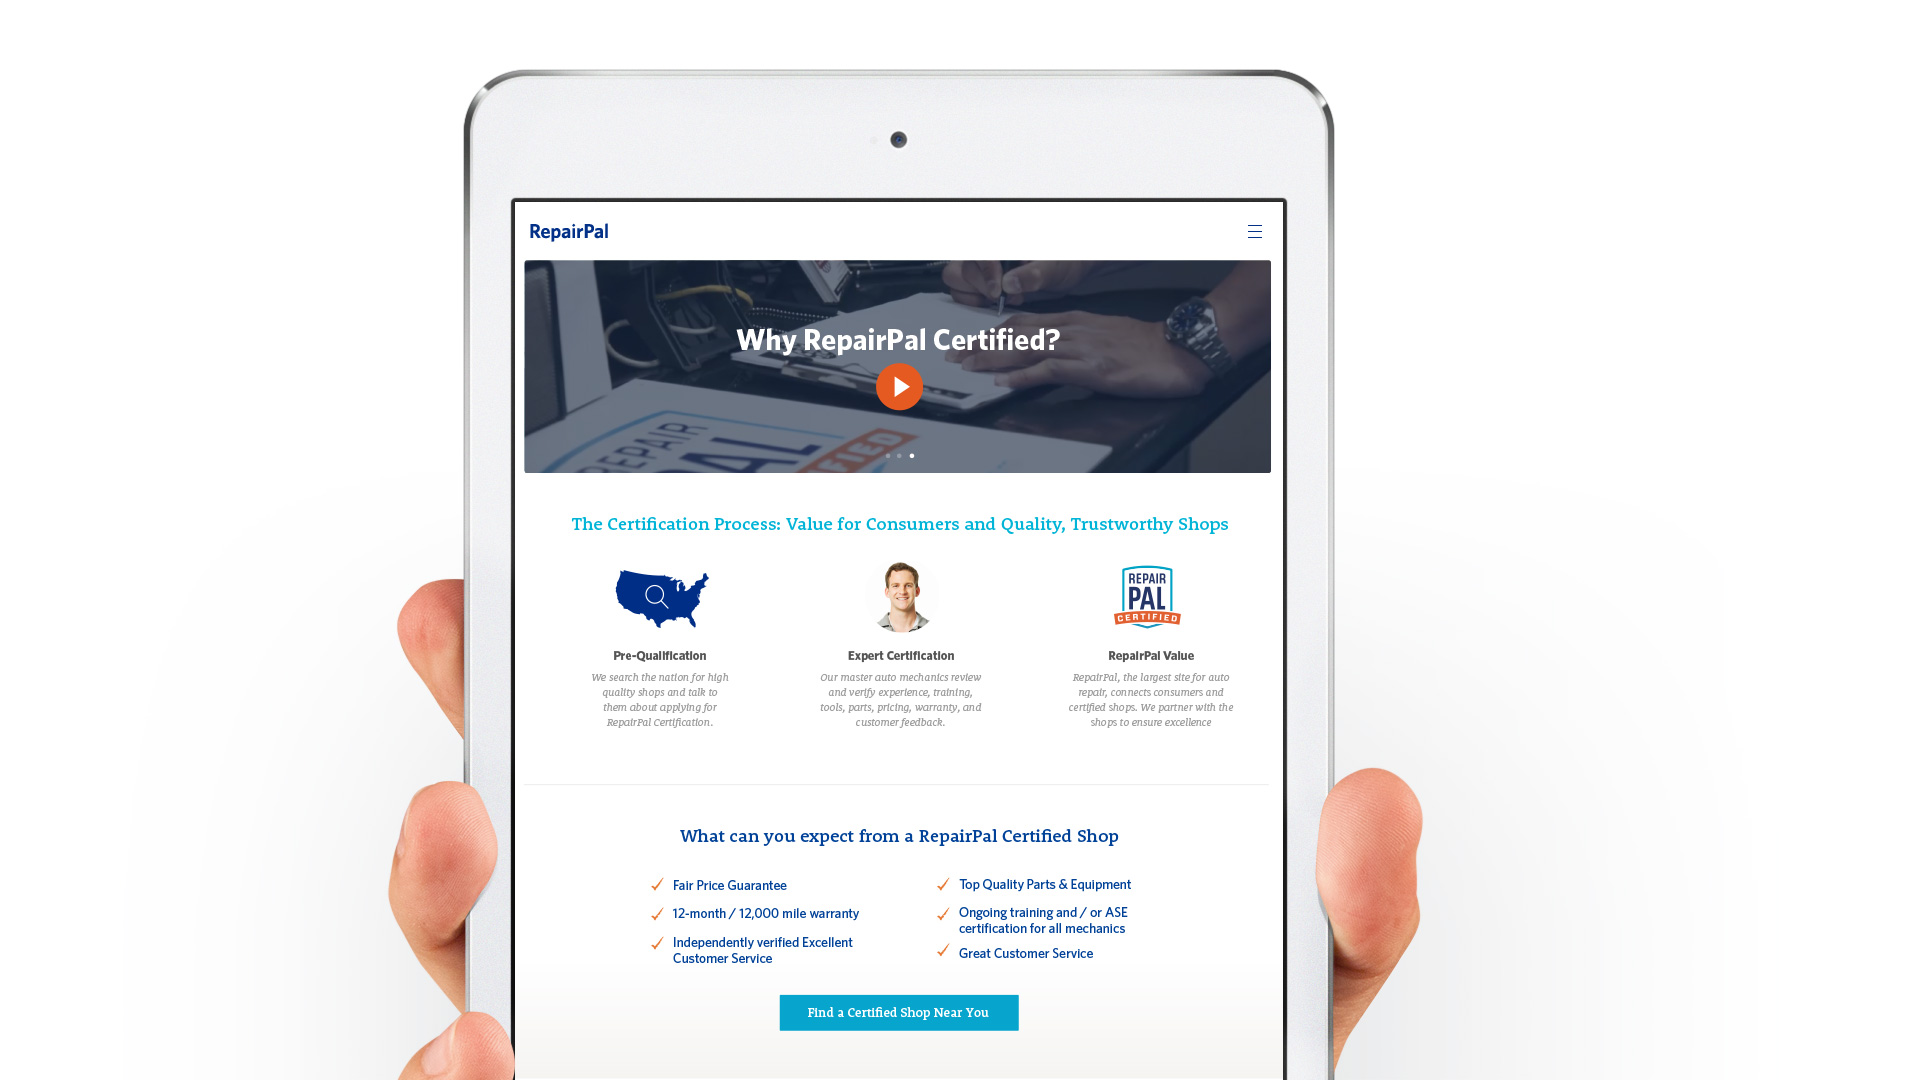 RepairPal
Why RepairPal Certified?
REPAIR
PAL
FIED
The Certification Process: Value for Consumers and Quality, Trustworthy Shops
REPAIR
PAL
CERTIFIED
Pre-Qualification
We search the nation for high
quality shops and talk to
them about applying for
RepairPal Certification.
Expert Certification
Our master auto mechanics review
and verify experience, training,
tools, parts, pricing, warranty, and
customer feedback.
RepairPal Value
RepairPal, the largest site for auto
repair, connects consumers and
certified shops. We partner with the
shops to ensure excellence
What can you expect from a RepairPal Certified Shop
Fair Price Guarantee
12-month / 12,000 mile warranty
Independently verified Excellent
Customer Service
Top Quality Parts & Equipment
Ongoing training and / or ASE
certification for all mechanics
Great Customer Service
Find a Certified Shop Near You